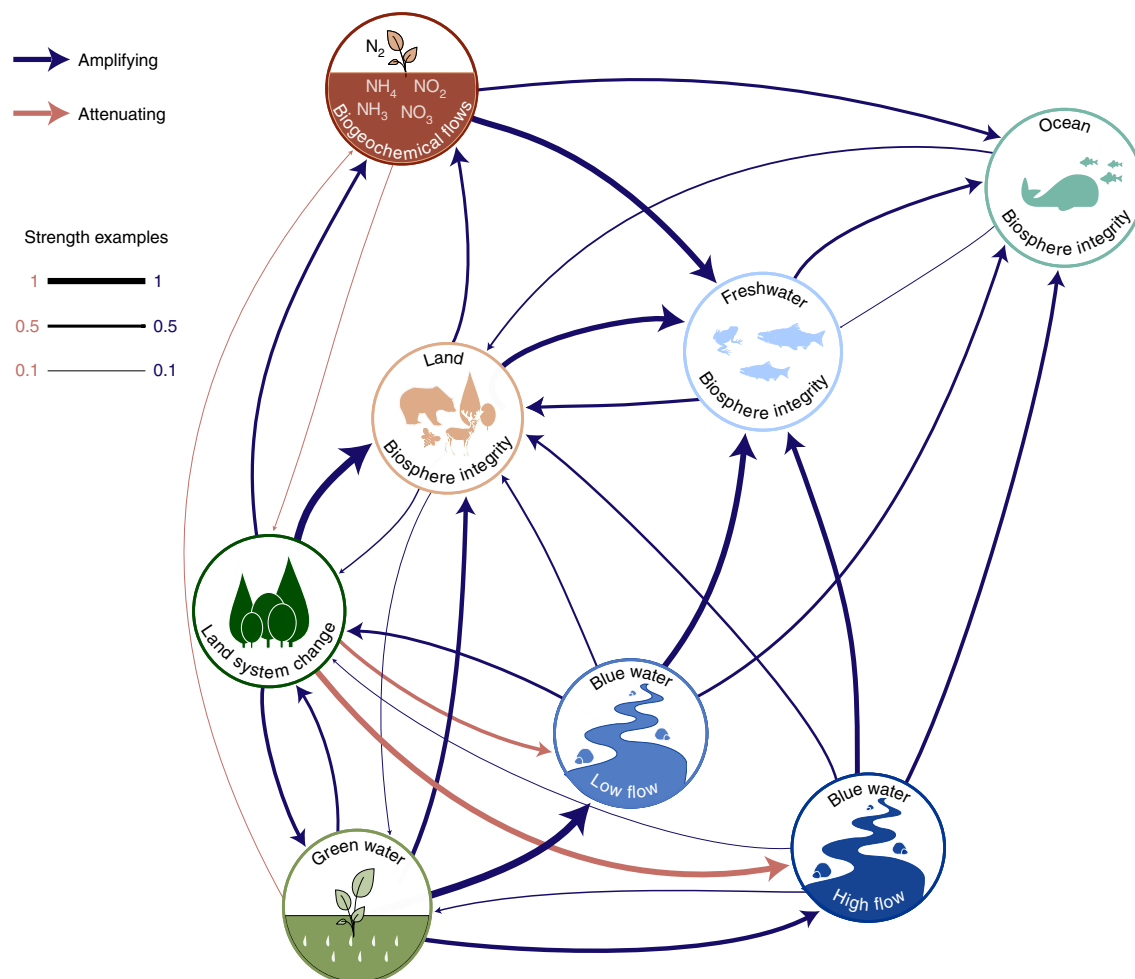 Amplifying
Attenuating
Strength examples
1 1
0.5 0.5
0.1 0.1
N2
NH4 NO2
NH3 NO3
Biogeochemical flows
Ocean
Biosphere integrity
Freshwater
Biosphere integrity
Land
Biosphere integrity
Land system change
Blue water
Low flow
Blue water
High flow
Green water